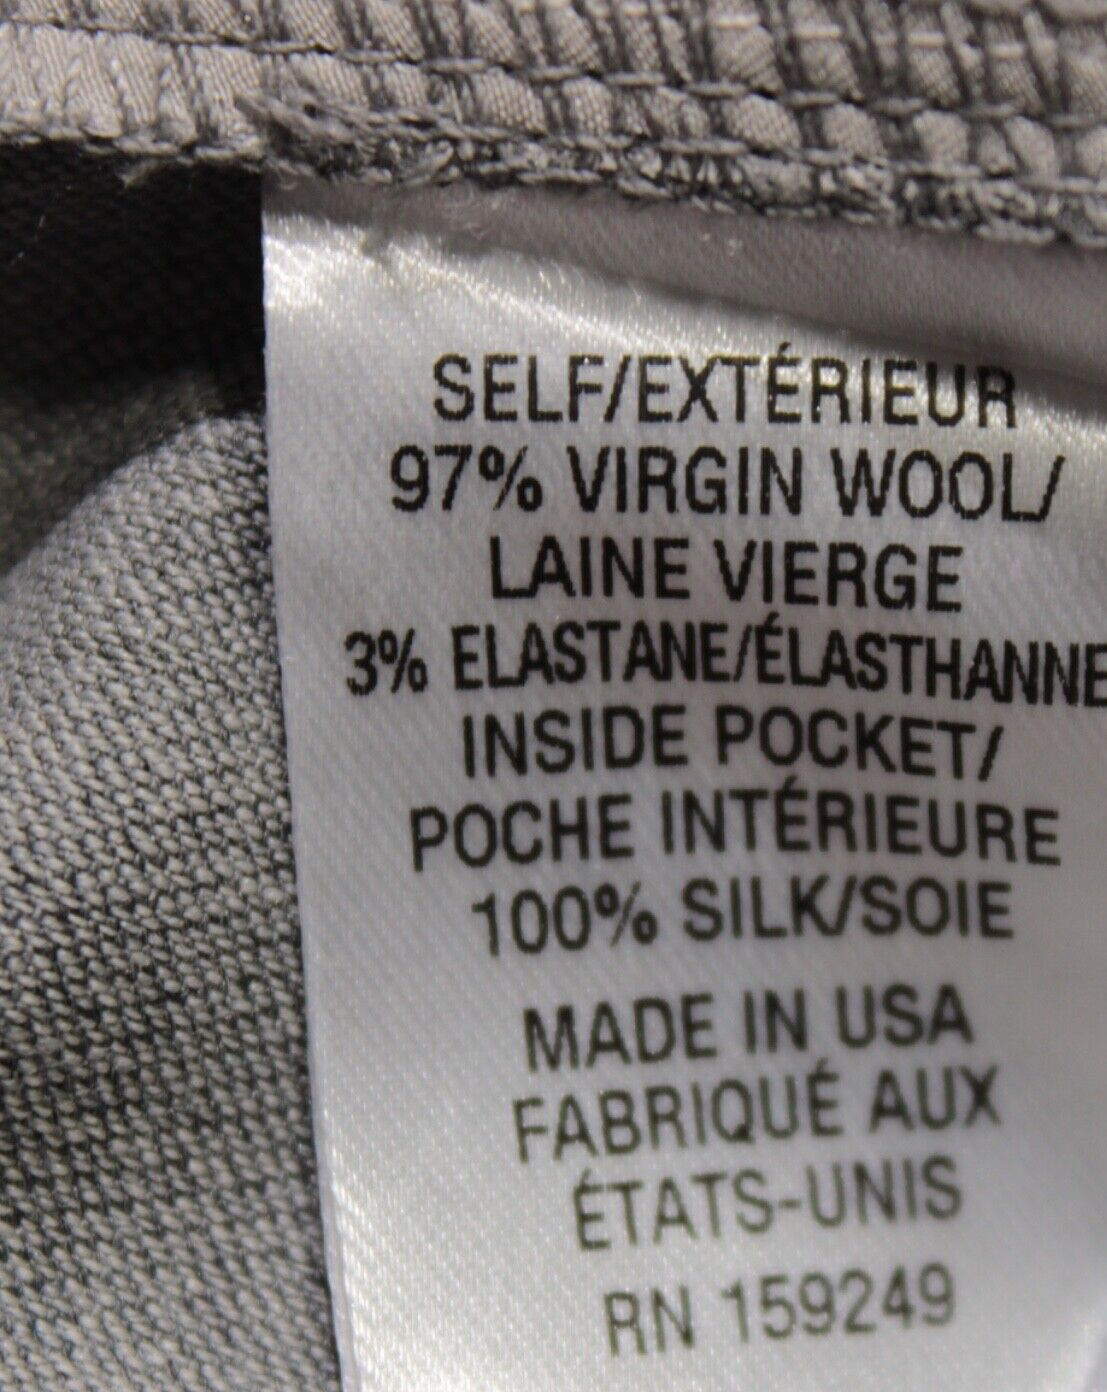 SELF/EXTÉRIEUR
97% VIRGIN WOOL/
LAINE VIERGE
3% ELASTANE/ÉLASTHANNE
INSIDE POCKET/
POCHE INTÉRIEURE
100% SILK/SOIE
MADE IN USA
FABRIQUÉ AUX
ÉTATS-UNIS
RN 159249